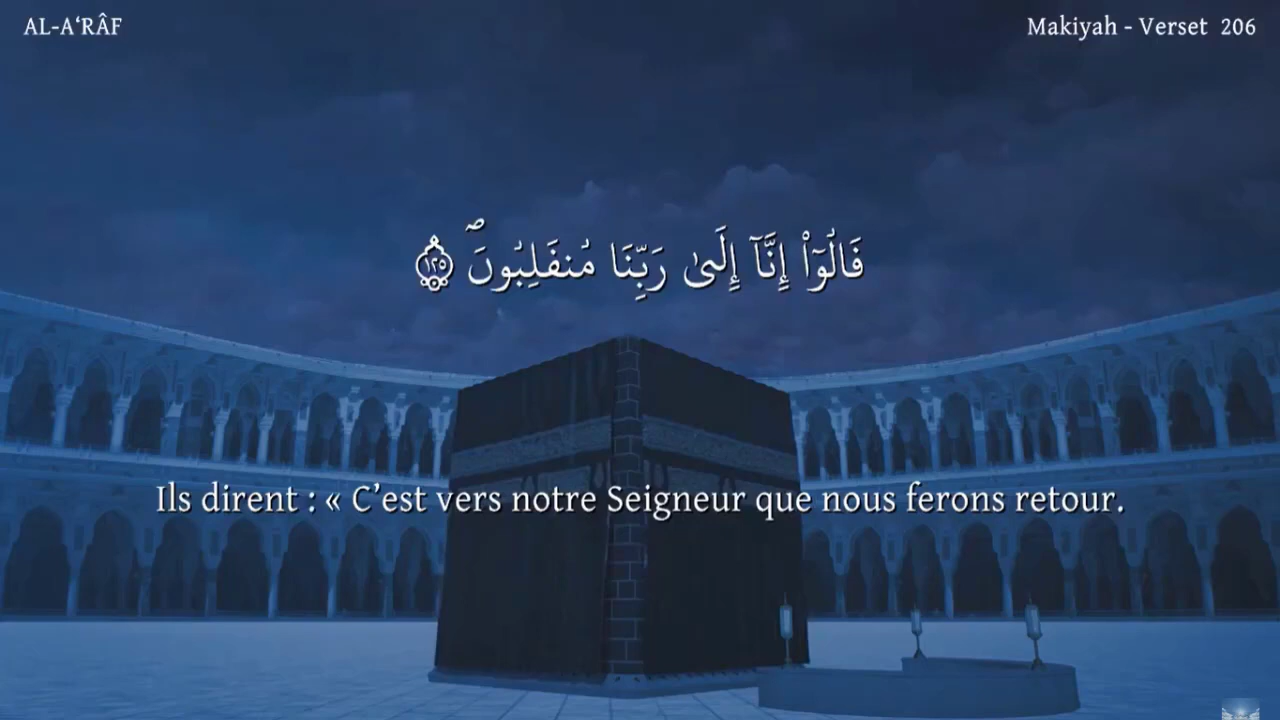 AL-A‘RÂF
Makiyah - Verset 206
قَالُوٓا۟ إِنَّآ إِلَىٰ رَبِّنَا مُنقَلِبُونَ ۝١٢٥
Ils dirent : « C’est vers notre Seigneur que nous ferons retour.